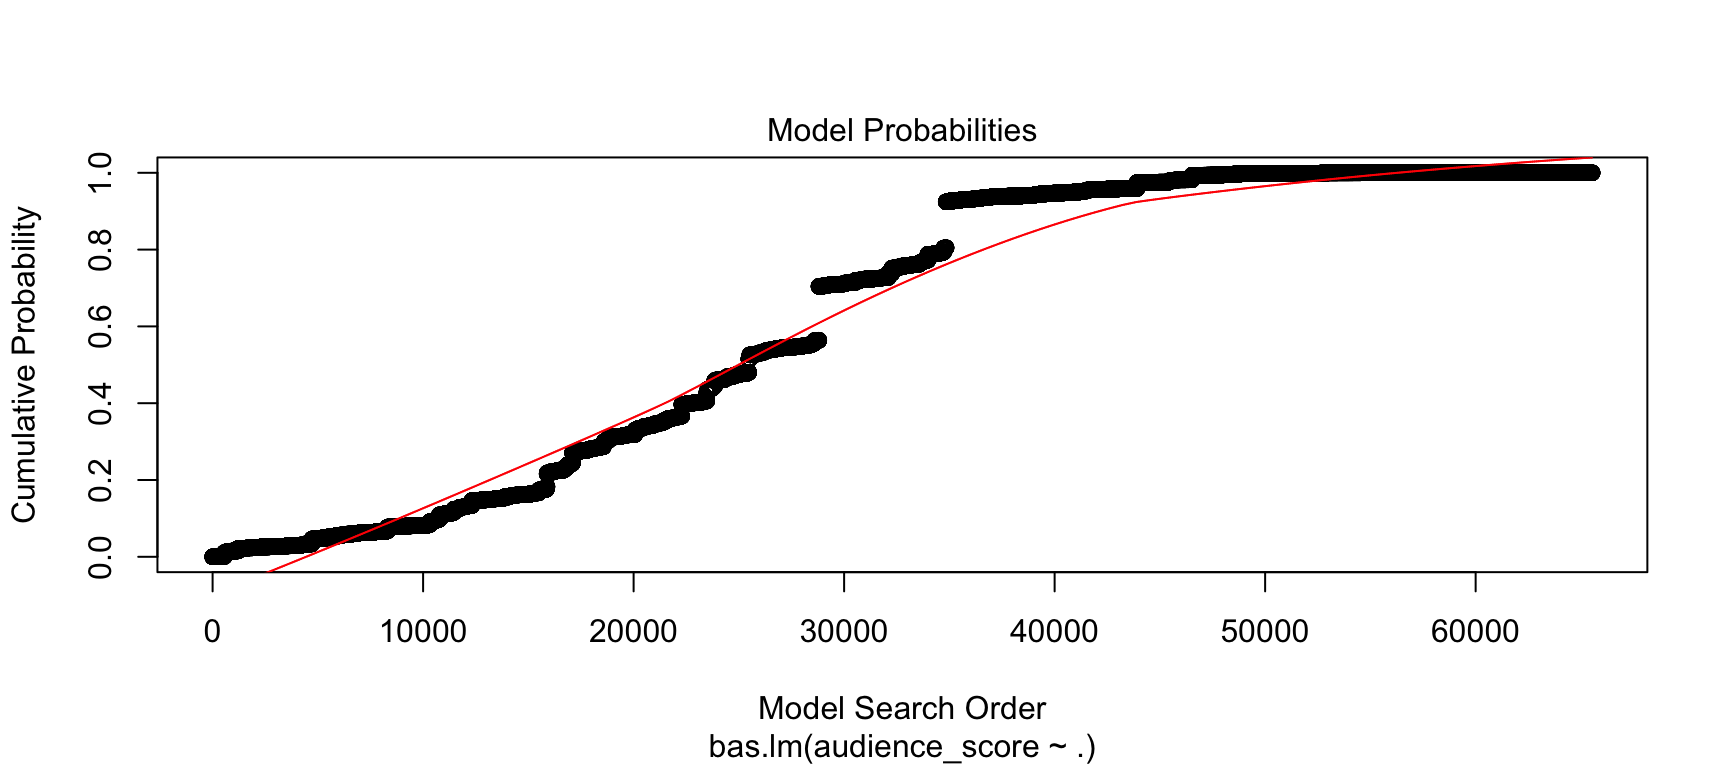 Model Probabilities
Cumulative Probability
1.0
0.8
0.6
0.4
0.2
0.0
0 10000 20000 30000 40000 50000 60000
Model Search Order
bas.lm(audience_score ~ .)